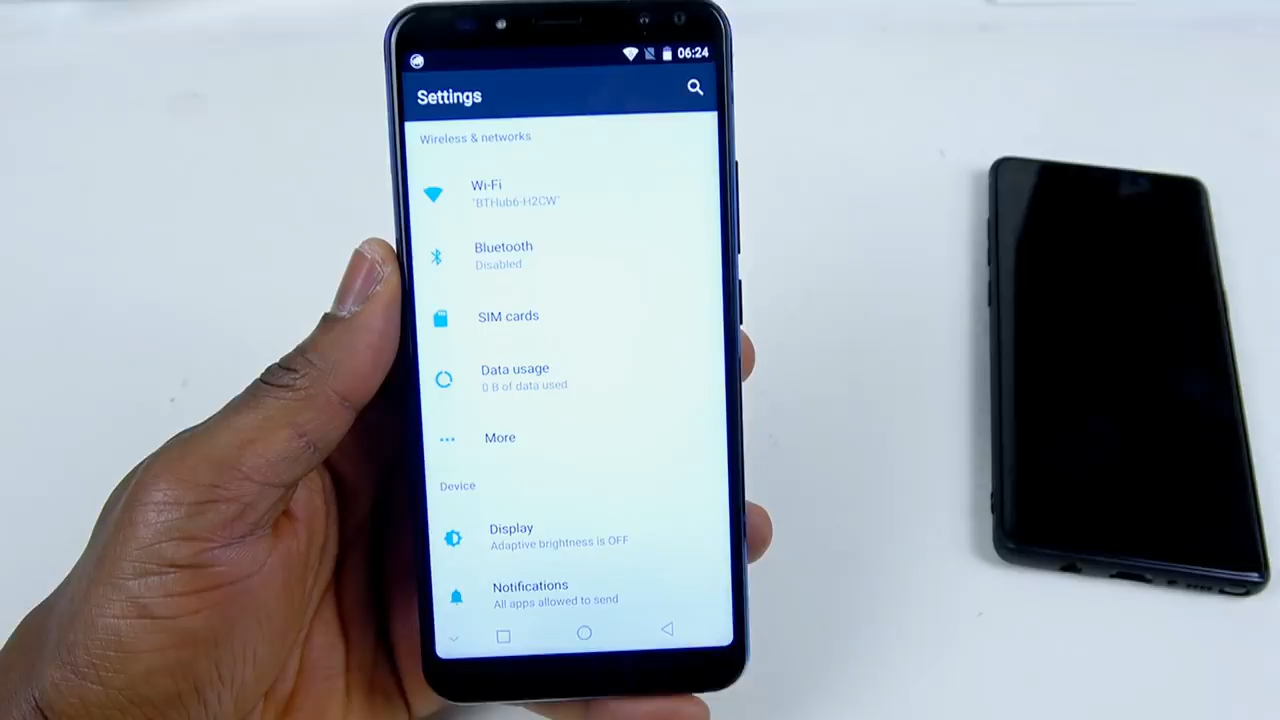 06:24
Settings
Wireless & networks
Wi-Fi
"BTHub6-H2CW"
Bluetooth
Disabled
SIM cards
Data usage
0 B of data used
More
Device
Display
Adaptive brightness is OFF
Notifications
All apps allowed to send